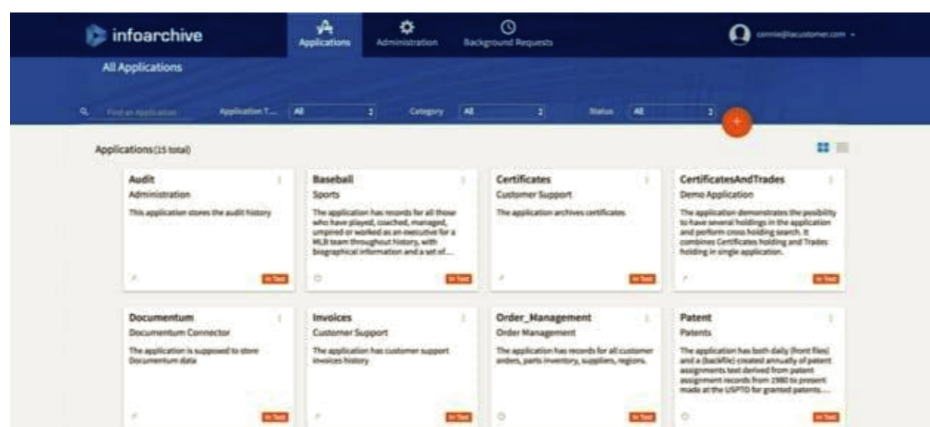 infoarchive
Applications
Administration
Background Requests
connie@iacustomer.com
All Applications
Find an Application
Application T...
All
Category
All
Status
All
+
Applications (15 total)
Audit
Administration
This application stores the audit history
In Test
Baseball
Sports
The application has records for all those
who have played, coached, managed,
umpired or worked as an executive for a
MLB team throughout history, with
biographical information and a set of...
In Test
Certificates
Customer Support
The application archives certificates
In Test
CertificatesAndTrades
Demo Application
The application demonstrates the posibility
to have several holdings in the application
and perform cross holding search. It
combines Certificates holding and Trades
holding in single application.
In Test
Documentum
Documentum Connector
The application is supposed to store
Documentum data
In Test
Invoices
Customer Support
The application has customer support
invoices history
In Test
Order_Management
Order Management
The application has records for all customer
orders, parts inventory, suppliers, regions.
In Test
Patent
Patents
The application has both daily (front files)
and a (backfile) created annually of patent
assignments text derived from patent
assignment records from 1980 to present
made at the USPTO for granted patents....
In Test